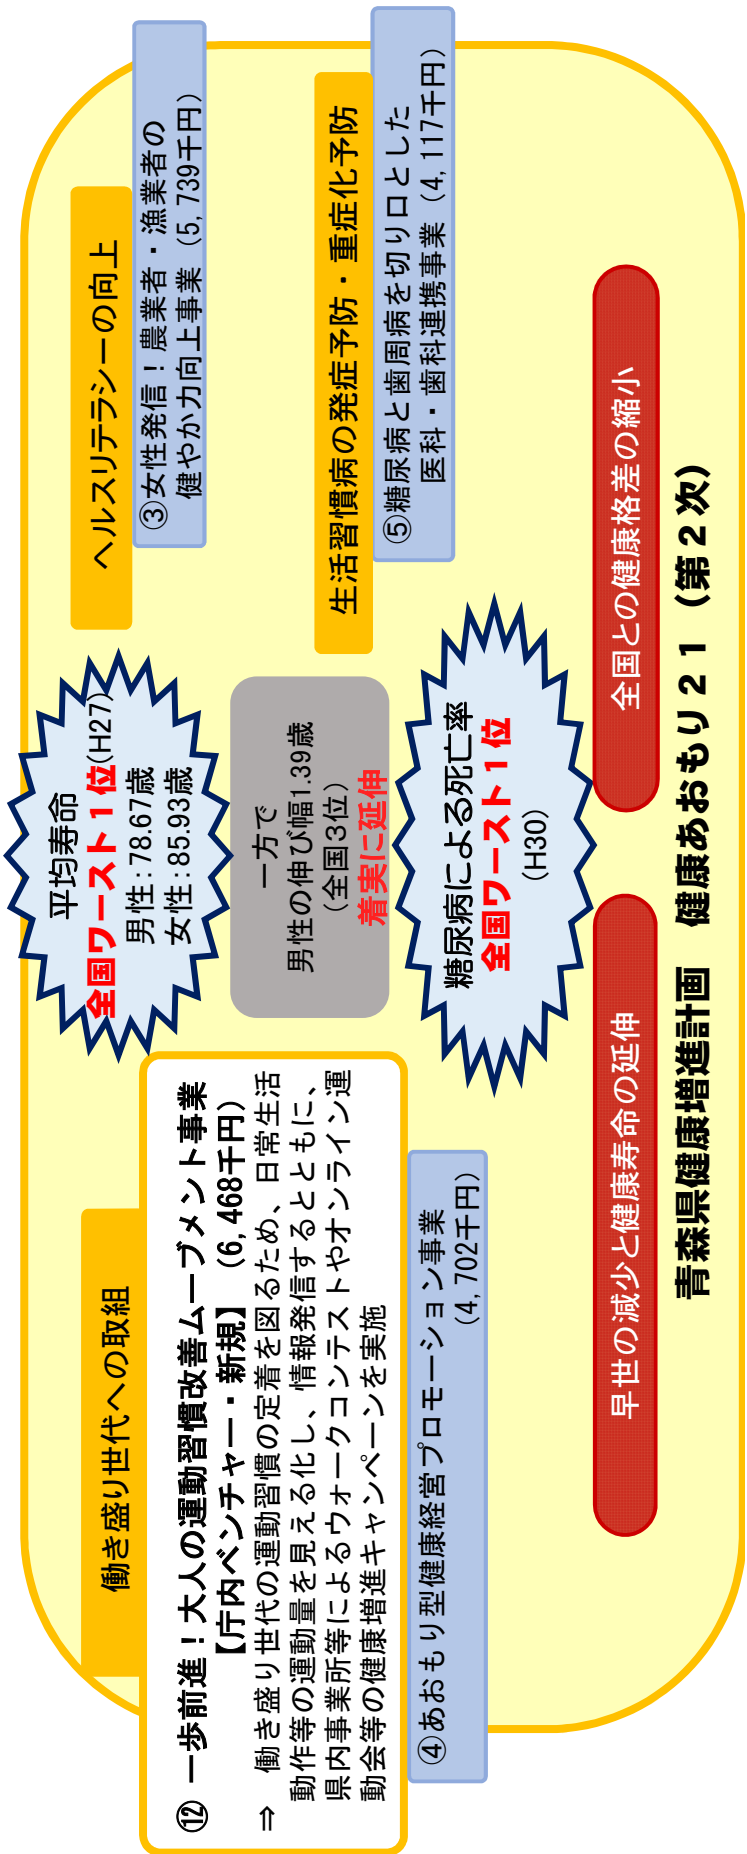 働き盛り世代への取組
⑫ 一歩前進！大人の運動習慣改善ムーブメント事業
【庁内ベンチャー・新規】（6,468千円）
⇒ 働き盛り世代の運動習慣の定着を図るため、日常生活
動作等の運動量を見える化し、情報発信するとともに、
県内事業所等によるウォークコンテストやオンライン運
動会等の健康増進キャンペーンを実施
④あおもり型健康経営プロモーション事業
（4,702千円）
平均寿命
全国ワースト１位(H27)
男性:78.67歳
女性:85.93歳
一方で
男性の伸び幅1.39歳
（全国3位）
着実に延伸
糖尿病による死亡率
全国ワースト１位
(H30)
ヘルスリテラシーの向上
③女性発信！農業者・漁業者の
健やか力向上事業（5,739千円）
生活習慣病の発症予防・重症化予防
⑤糖尿病と歯周病を切り口とした
医科・歯科連携事業（4,117千円）
早世の減少と健康寿命の延伸
全国との健康格差の縮小
青森県健康増進計画　健康あおもり２１（第２次）